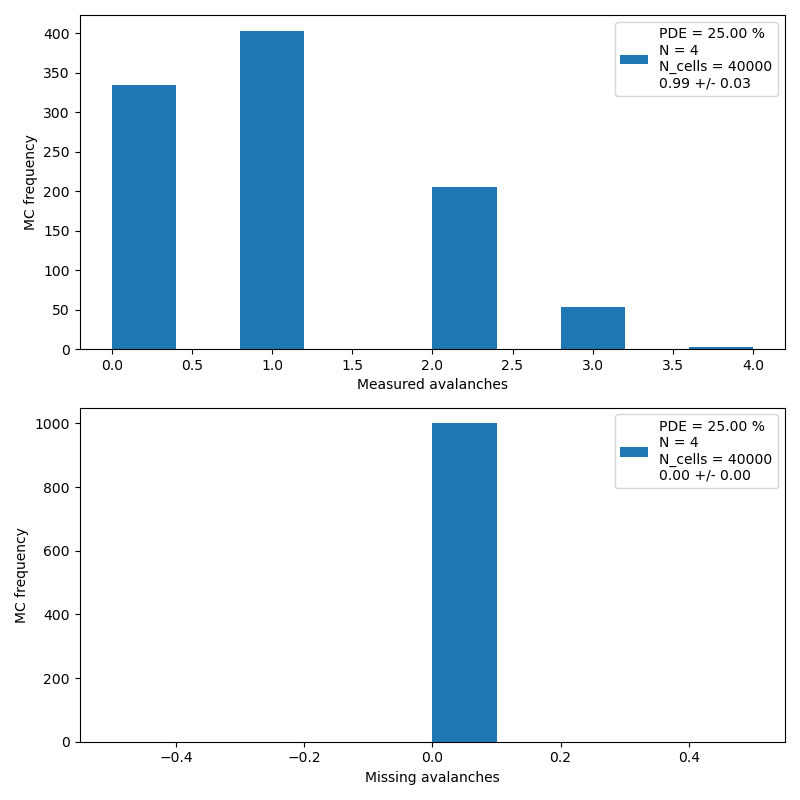 400
350
300
250
200
150
100
50
0
MC frequency
PDE = 25.00 %
N = 4
N_cells = 40000
0.99 +/- 0.03
0.0 0.5 1.0 1.5 2.0 2.5 3.0 3.5 4.0
Measured avalanches
1000
800
600
400
200
0
MC frequency
PDE = 25.00 %
N = 4
N_cells = 40000
0.00 +/- 0.00
−0.4 −0.2 0.0 0.2 0.4
Missing avalanches